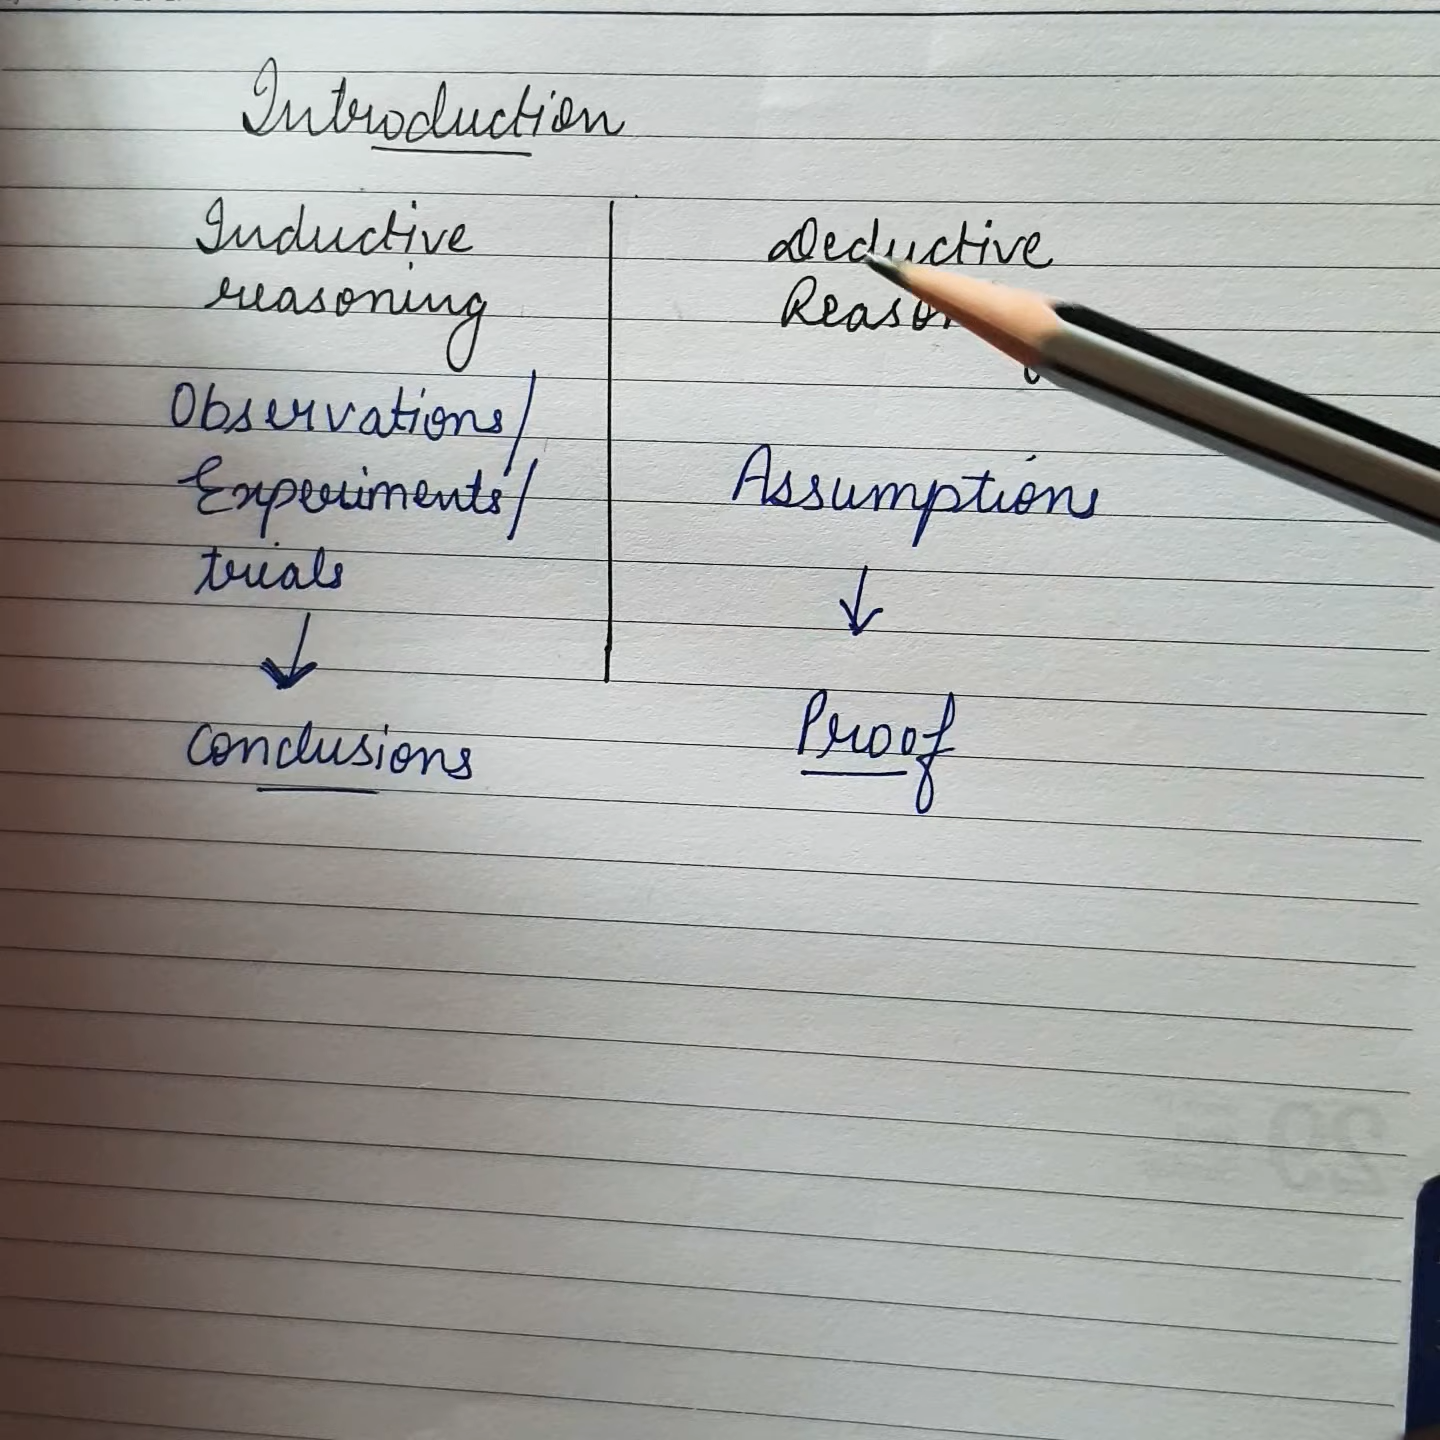 Introduction
Inductive
reasoning
Observations/
Experiments/
trials
Conclusions
Deductive
Assumptions
Proof